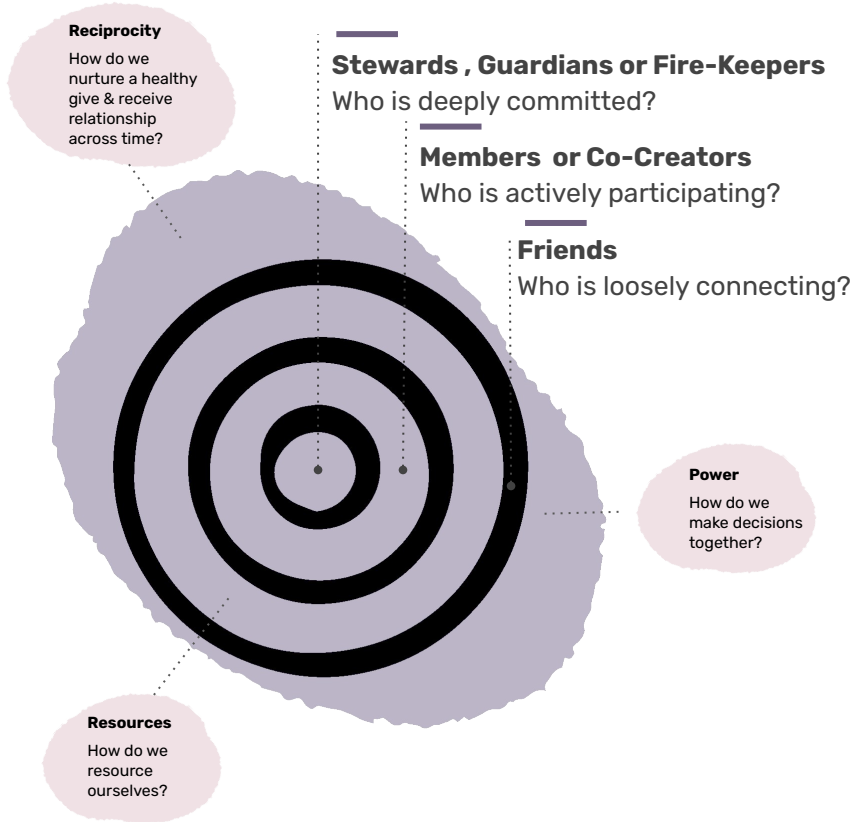 Reciprocity
How do we
nurture a healthy
give & receive
relationship
across time?
Stewards , Guardians or Fire-Keepers
Who is deeply committed?
Members  or Co-Creators
Who is actively participating?
Friends
Who is loosely connecting?
Power
How do we
make decisions
together?
Resources
How do we
resource
ourselves?